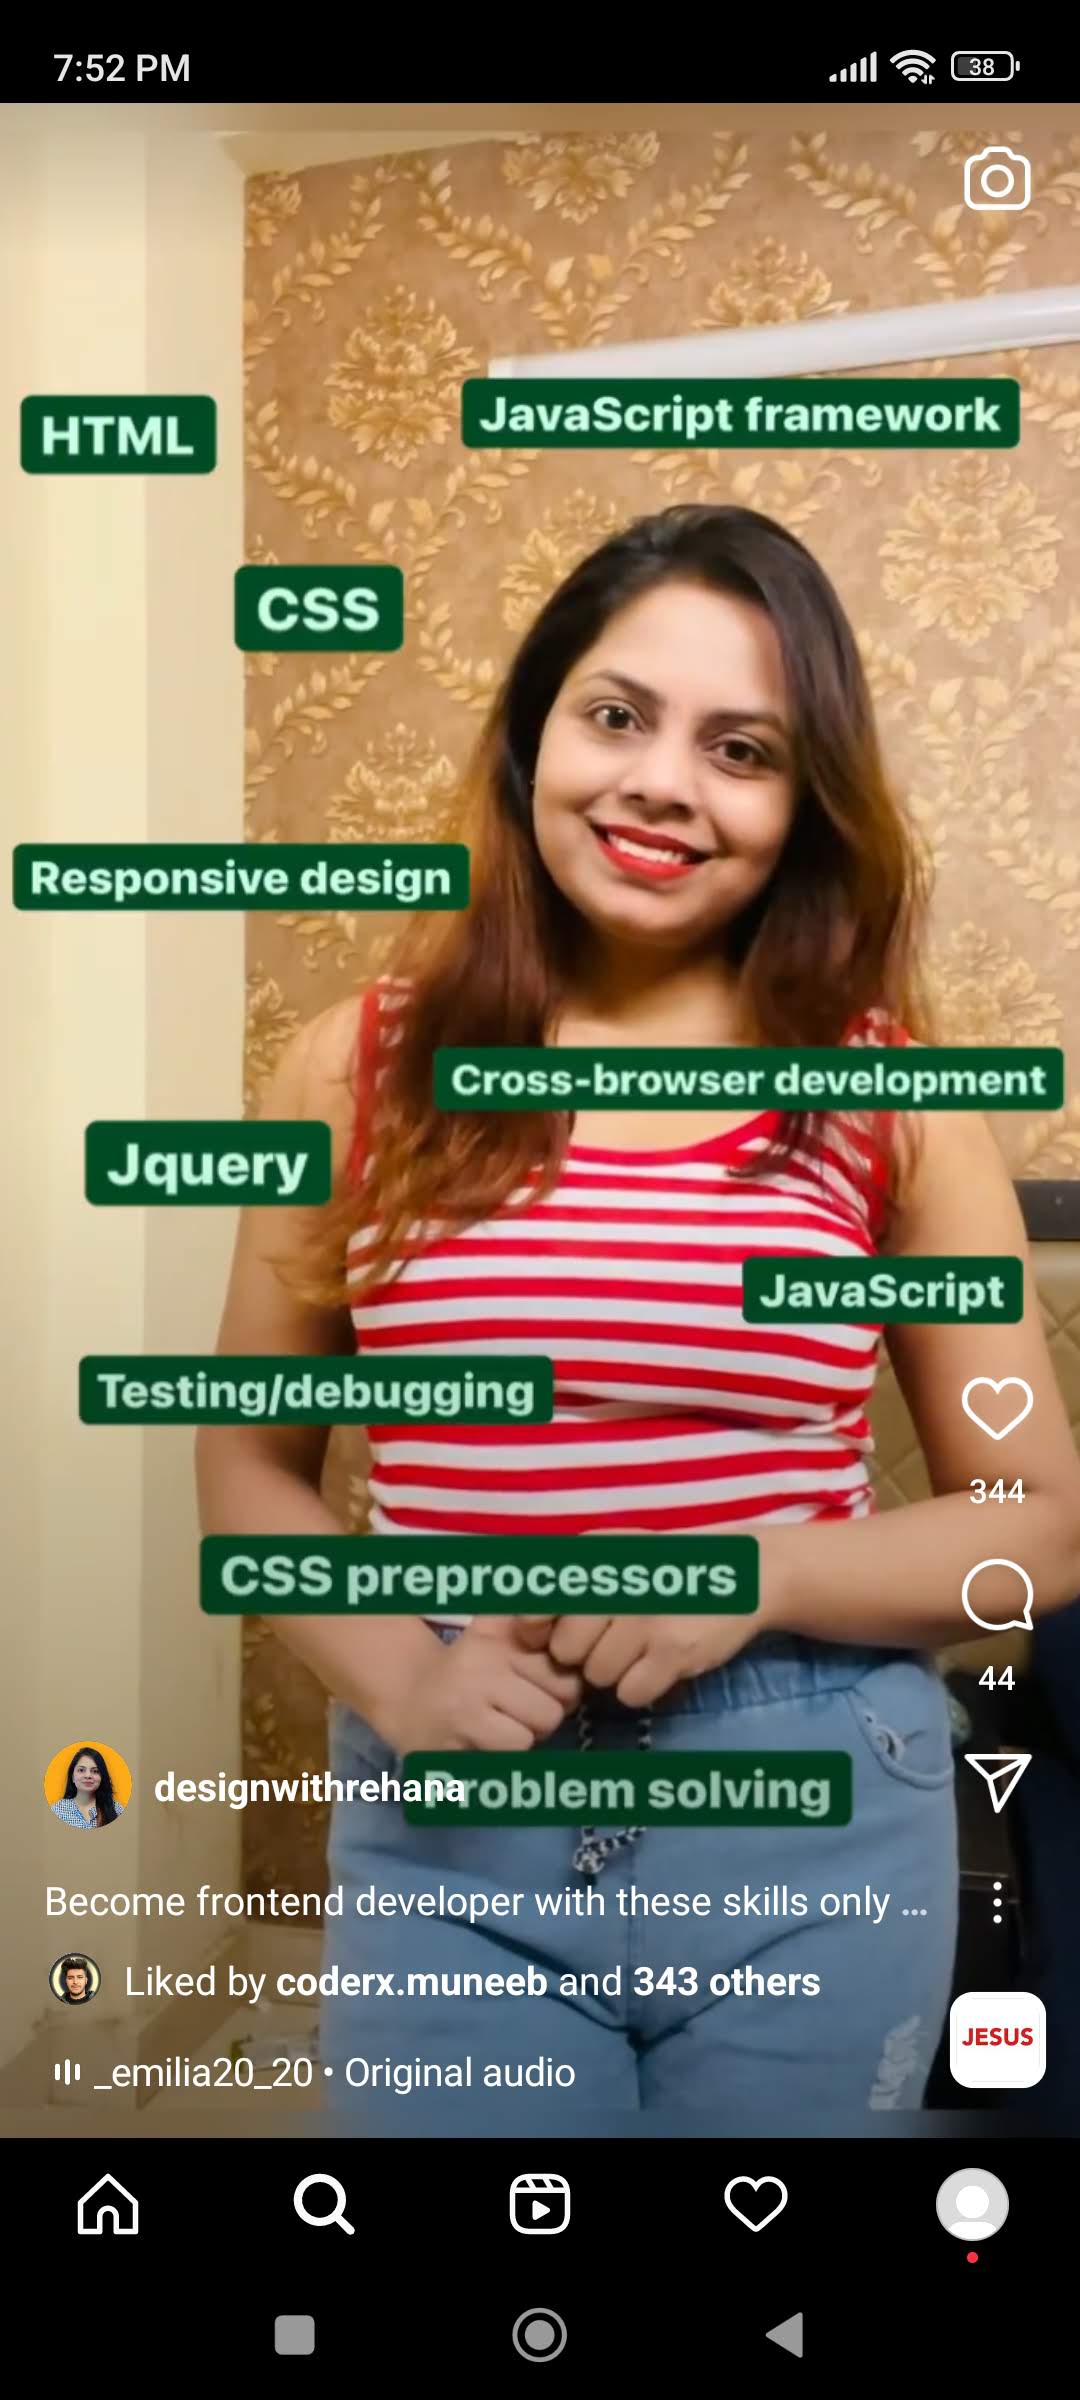 7:52 PM
38
HTML
JavaScript framework
CSS
Responsive design
Cross-browser development
Jquery
JavaScript
Testing/debugging
344
CSS preprocessors
44
designwithrehana
Problem solving
Become frontend developer with these skills only ...
Liked by coderx.muneeb and 343 others
JESUS
_emilia20_20 • Original audio